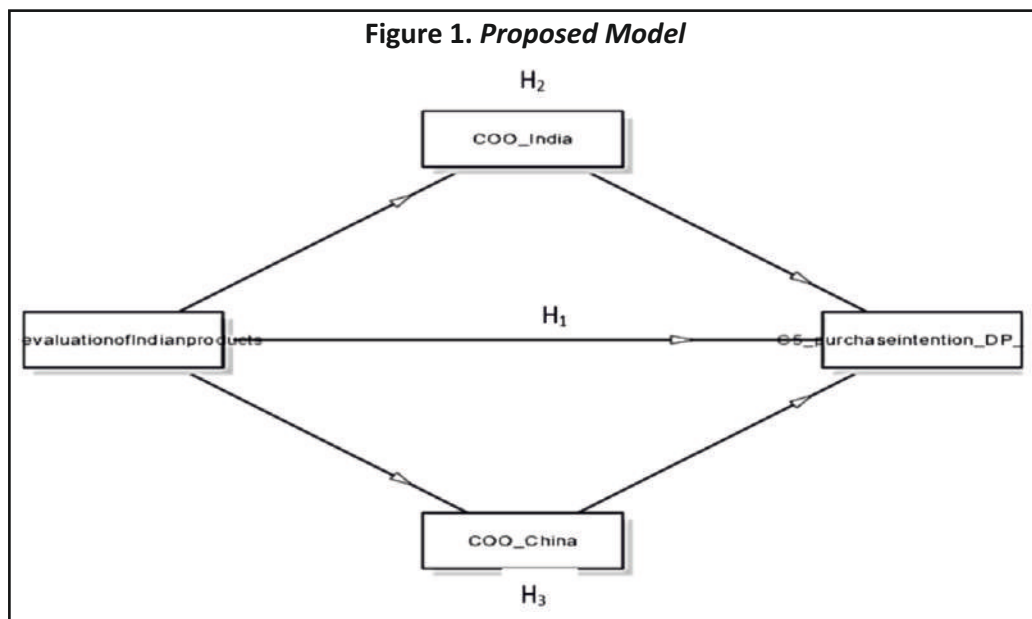 Figure 1. Proposed Model
H₂
COO_India
H₁
evaluationofIndianproducts
purchaseintention_DP_
COO_China
H₃